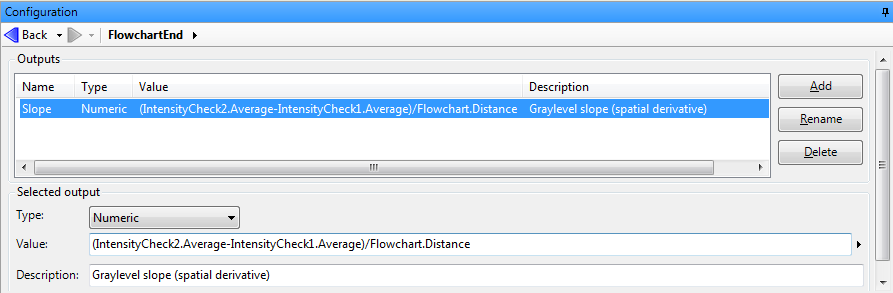 Configuration
Back FlowchartEnd
Outputs
Name Type Value Description
Slope Numeric (IntensityCheck2.Average-IntensityCheck1.Average)/Flowchart.Distance Graylevel slope (spatial derivative)
Add
Rename
Delete
Selected output
Type: Numeric
Value: (IntensityCheck2.Average-IntensityCheck1.Average)/Flowchart.Distance
Description: Graylevel slope (spatial derivative)